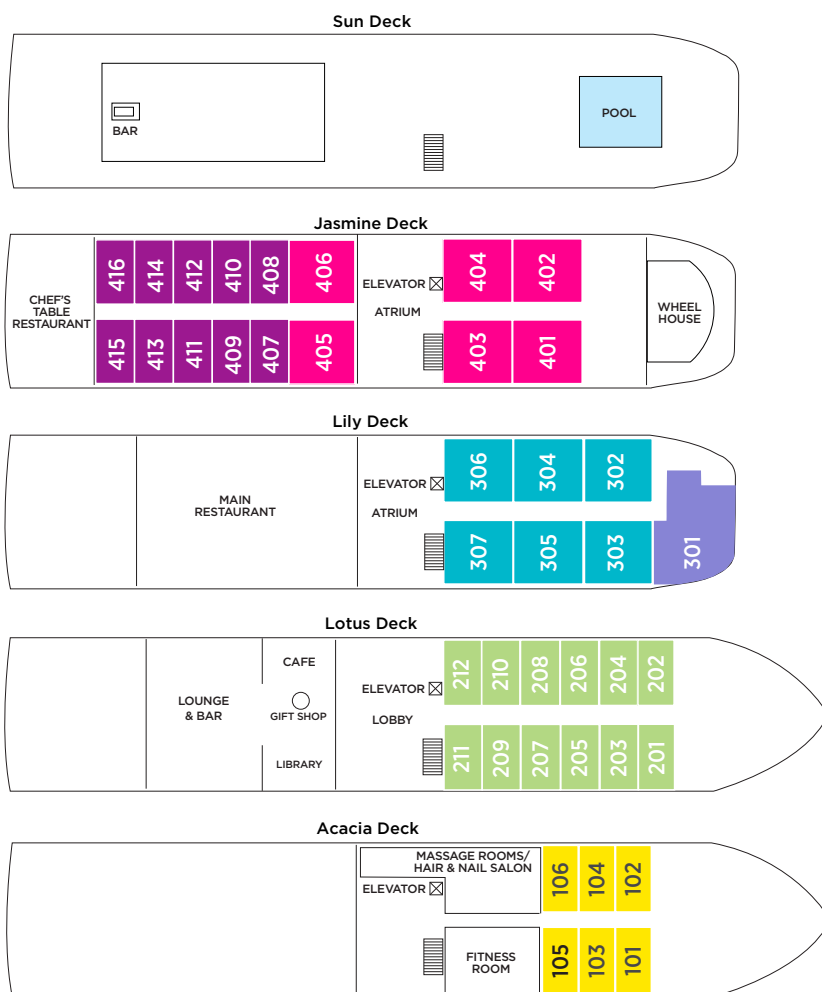 Sun Deck
BAR
POOL
Jasmine Deck
CHEF'S
TABLE
RESTAURANT
416
414
412
410
408
406
ELEVATOR
ATRIUM
404
402
WHEEL
HOUSE
415
413
411
409
407
405
403
401
Lily Deck
MAIN
RESTAURANT
ELEVATOR
ATRIUM
306
304
302
307
305
303
301
Lotus Deck
LOUNGE
& BAR
CAFE
GIFT SHOP
LIBRARY
ELEVATOR
LOBBY
212
210
208
206
204
202
211
209
207
205
203
201
Acacia Deck
MASSAGE ROOMS/
HAIR & NAIL SALON
ELEVATOR
106
104
102
FITNESS
ROOM
105
103
101